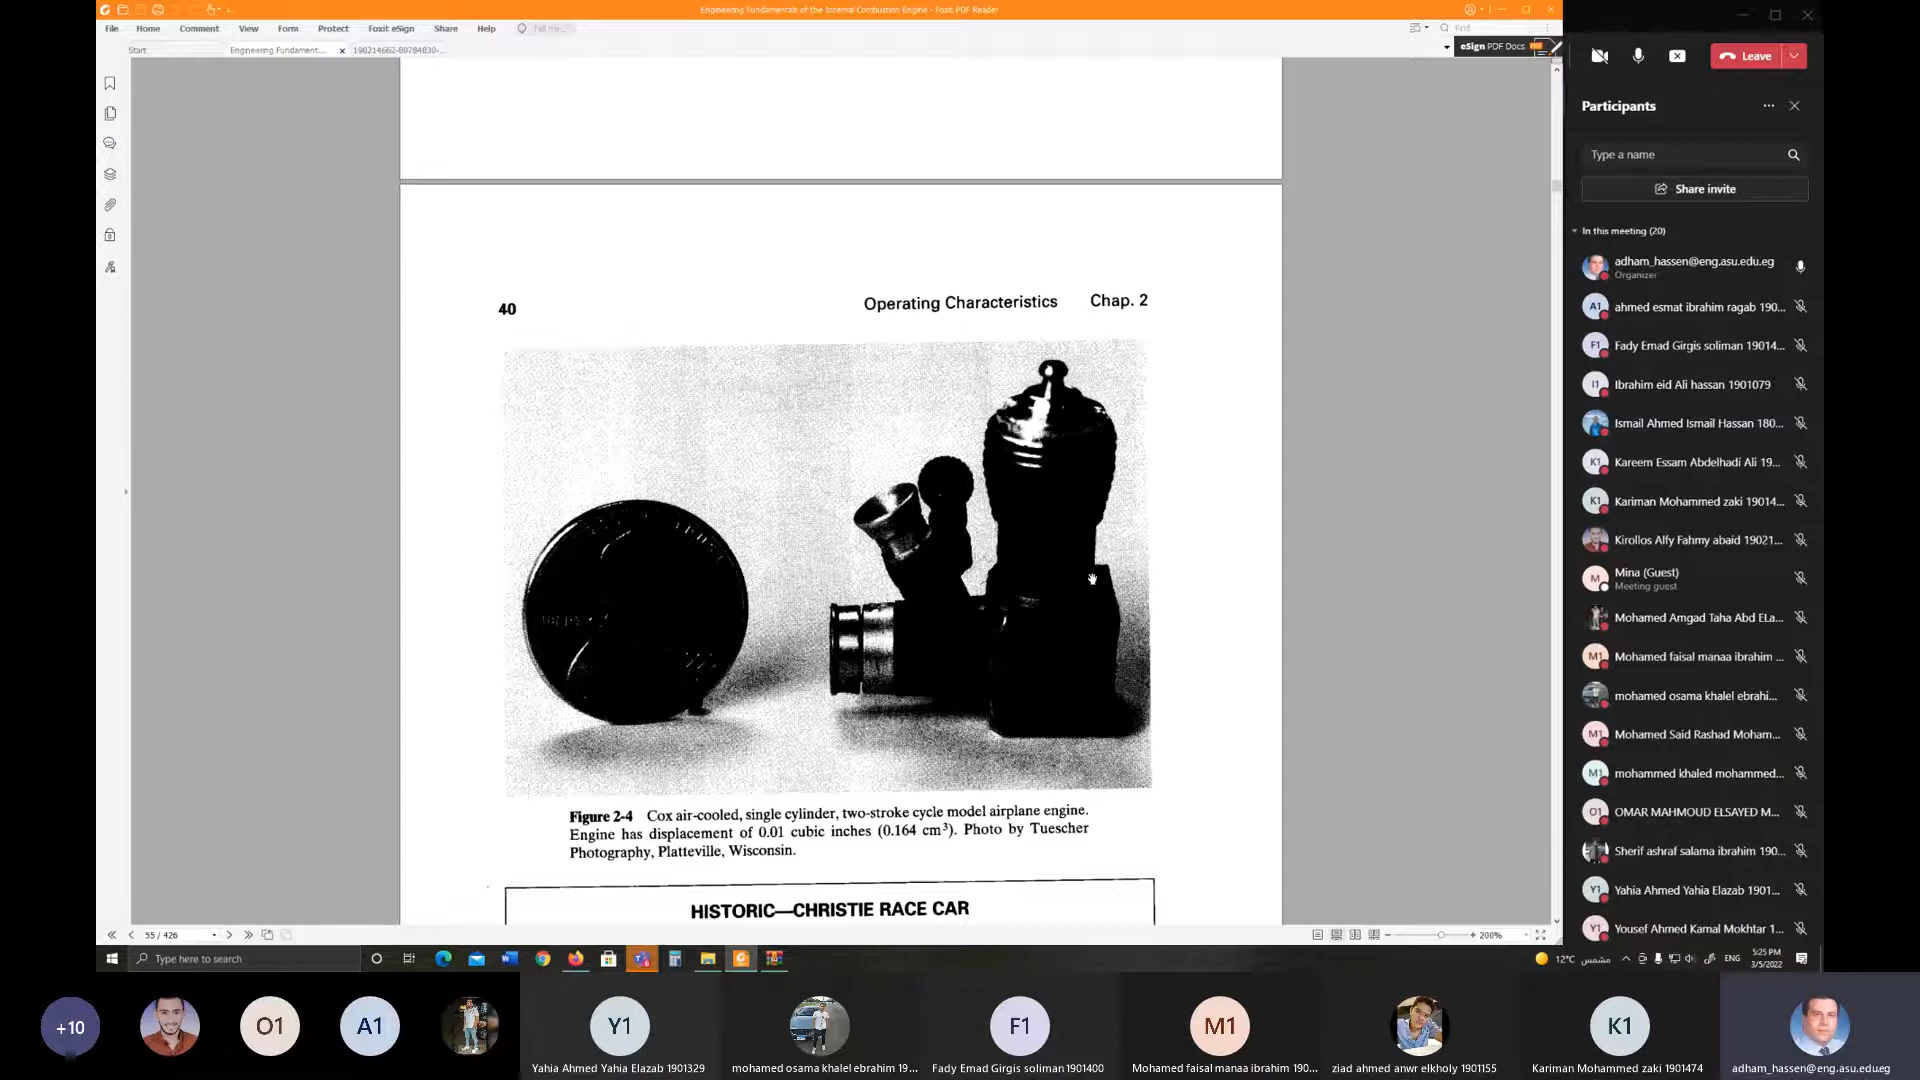 Engineering Fundamentals of the Internal Combustion Engine - Foxit PDF Reader
File Home Comment View Form Protect Foxit eSign Share Help Tell me... Find
Start Engineering Fundament... 190214662-80784830-...
eSign PDF Docs
40 Operating Characteristics Chap. 2
Figure 2-4 Cox air-cooled, single cylinder, two-stroke cycle model airplane engine.
Engine has displacement of 0.01 cubic inches (0.164 cm³). Photo by Tuescher
Photography, Platteville, Wisconsin.
HISTORIC—CHRISTIE RACE CAR
55 / 426
200%
Type here to search
12°C مشمس
ENG
5:25 PM
3/5/2022
Leave
Participants
Type a name
Share invite
In this meeting (20)
adham_hassen@eng.asu.edu.eg
Organizer
ahmed esmat ibrahim ragab 190...
Fady Emad Girgis soliman 19014...
Ibrahim eid Ali hassan 1901079
Ismail Ahmed Ismail Hassan 180...
Kareem Essam Abdelhadi Ali 19...
Kariman Mohammed zaki 19014...
Kirollos Alfy Fahmy abaid 19021...
Mina (Guest)
Meeting guest
Mohamed Amgad Taha Abd ELa...
Mohamed faisal manaa ibrahim ...
mohamed osama khalel ebrahi...
Mohamed Said Rashad Moham...
mohammed khaled mohammed...
OMAR MAHMOUD ELSAYED M...
Sherif ashraf salama ibrahim 190...
Yahia Ahmed Yahia Elazab 1901...
Yousef Ahmed Kamal Mokhtar 1...
+10 O1 A1 Y1 F1 M1 K1
Yahia Ahmed Yahia Elazab 1901329
mohamed osama khalel ebrahim 19...
Fady Emad Girgis soliman 1901400
Mohamed faisal manaa ibrahim 190...
ziad ahmed anwr elkholy 1901155
Kariman Mohammed zaki 1901474
adham_hassen@eng.asu.edu.eg